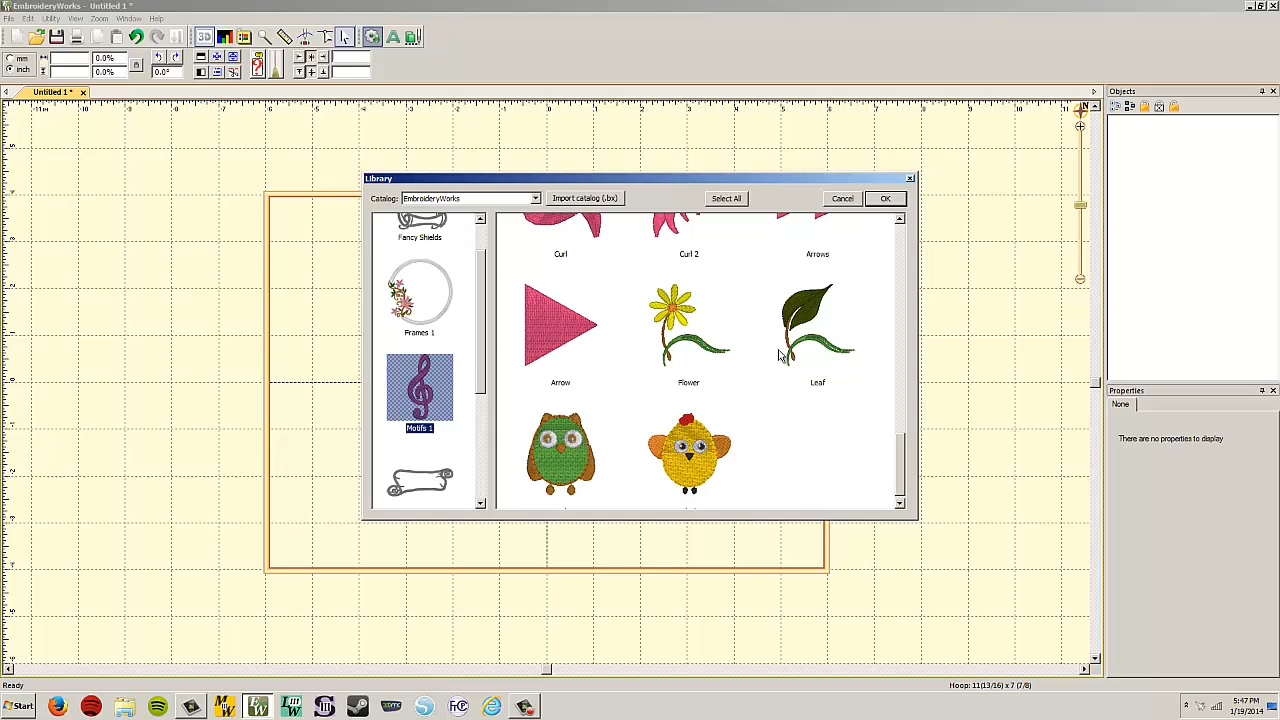 EmbroideryWorks - Untitled 1 *
File Edit Utility View Zoom Window Help
mm
inch
0.0%
0.0%
0.0°
Untitled 1 *
Objects
Library
Catalog: EmbroideryWorks
Import catalog (.bx)
Select All
Cancel
OK
Fancy Shields
Frames 1
Motifs 1
Curl
Curl 2
Arrows
Arrow
Flower
Leaf
Properties
None
There are no properties to display
Ready
Hoop: 11(13/16) x 7 (7/8)
Start
5:47 PM
1/19/2014